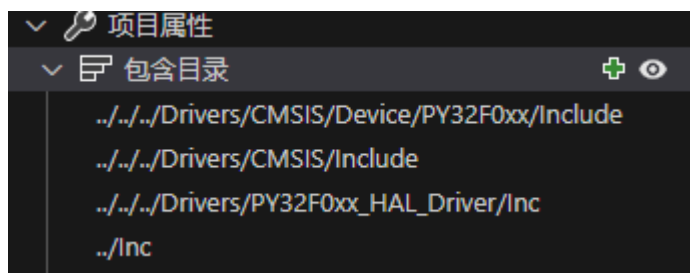 项目属性
包含目录
../../../Drivers/CMSIS/Device/PY32F0xx/Include
../../../Drivers/CMSIS/Include
../../../Drivers/PY32F0xx_HAL_Driver/Inc
../Inc